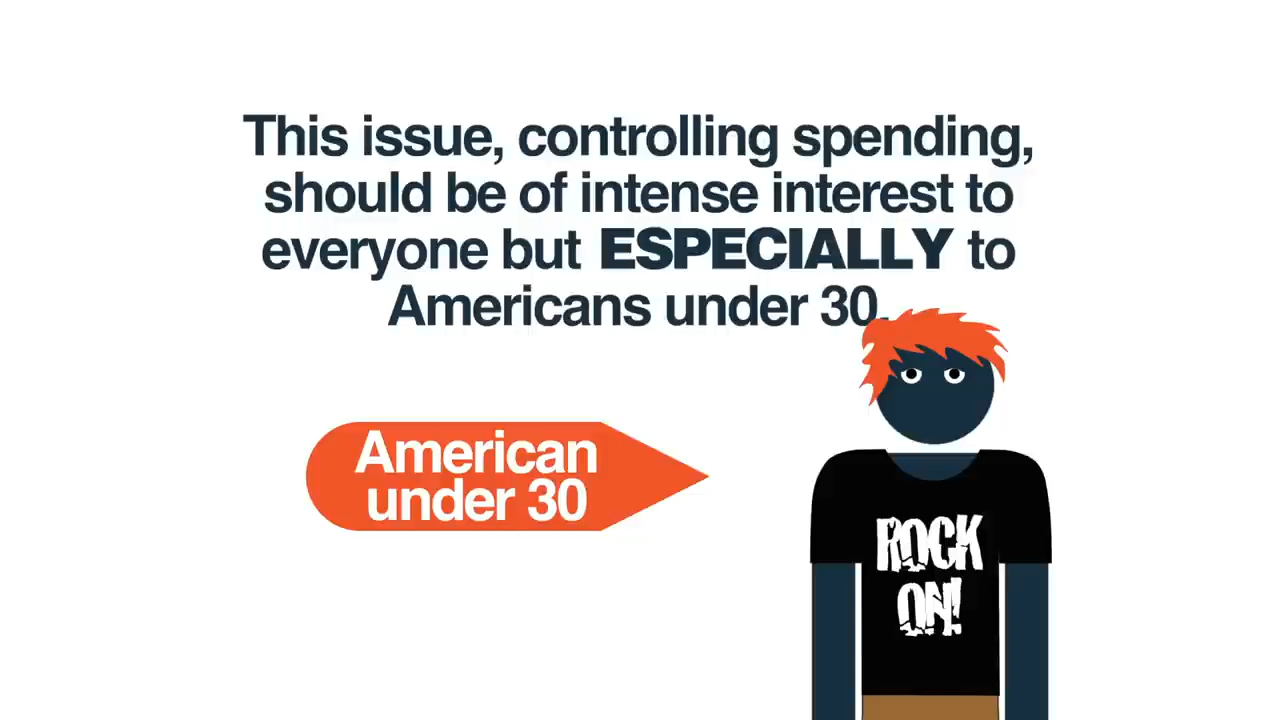 This issue, controlling spending,
should be of intense interest to
everyone but ESPECIALLY to
Americans under 30.
American
under 30
ROCK
ON!